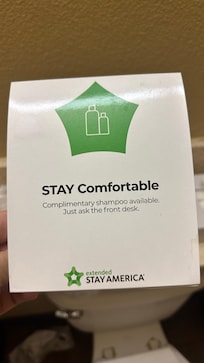 STAY Comfortable
Complimentary shampoo available.
Just ask the front desk.
extended
STAY AMERICA